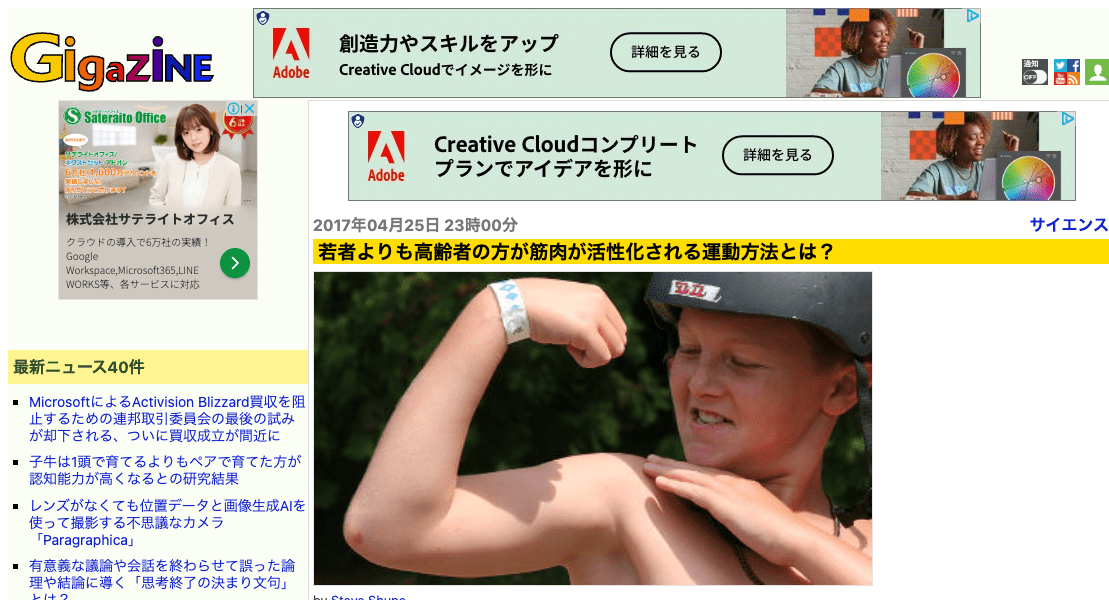 GigaZiNE
Adobe
創造力やスキルをアップ
Creative Cloudでイメージを形に
詳細を見る
通知
OFF
Sateraito Office
株式会社サテライトオフィス
クラウドの導入で6万社の実績！
Google
Workspace,Microsoft365,LINE
WORKS等、各サービスに対応
Adobe
Creative Cloudコンプリート
プランでアイデアを形に
詳細を見る
2017年04月25日 23時00分
サイエンス
若者よりも高齢者の方が筋肉が活性化される運動方法とは？
最新ニュース40件
MicrosoftによるActivision Blizzard買収を阻
止するための連邦取引委員会の最後の試み
が却下される、ついに買収成立が間近に
子牛は1頭で育てるよりもペアで育てた方が
認知能力が高くなるとの研究結果
レンズがなくても位置データと画像生成AIを
使って撮影する不思議なカメラ
「Paragraphica」
有意義な議論や会話を終わらせて誤った論
理や結論に導く「思考終了の決まり文句」
とは？
by Steve Shupe